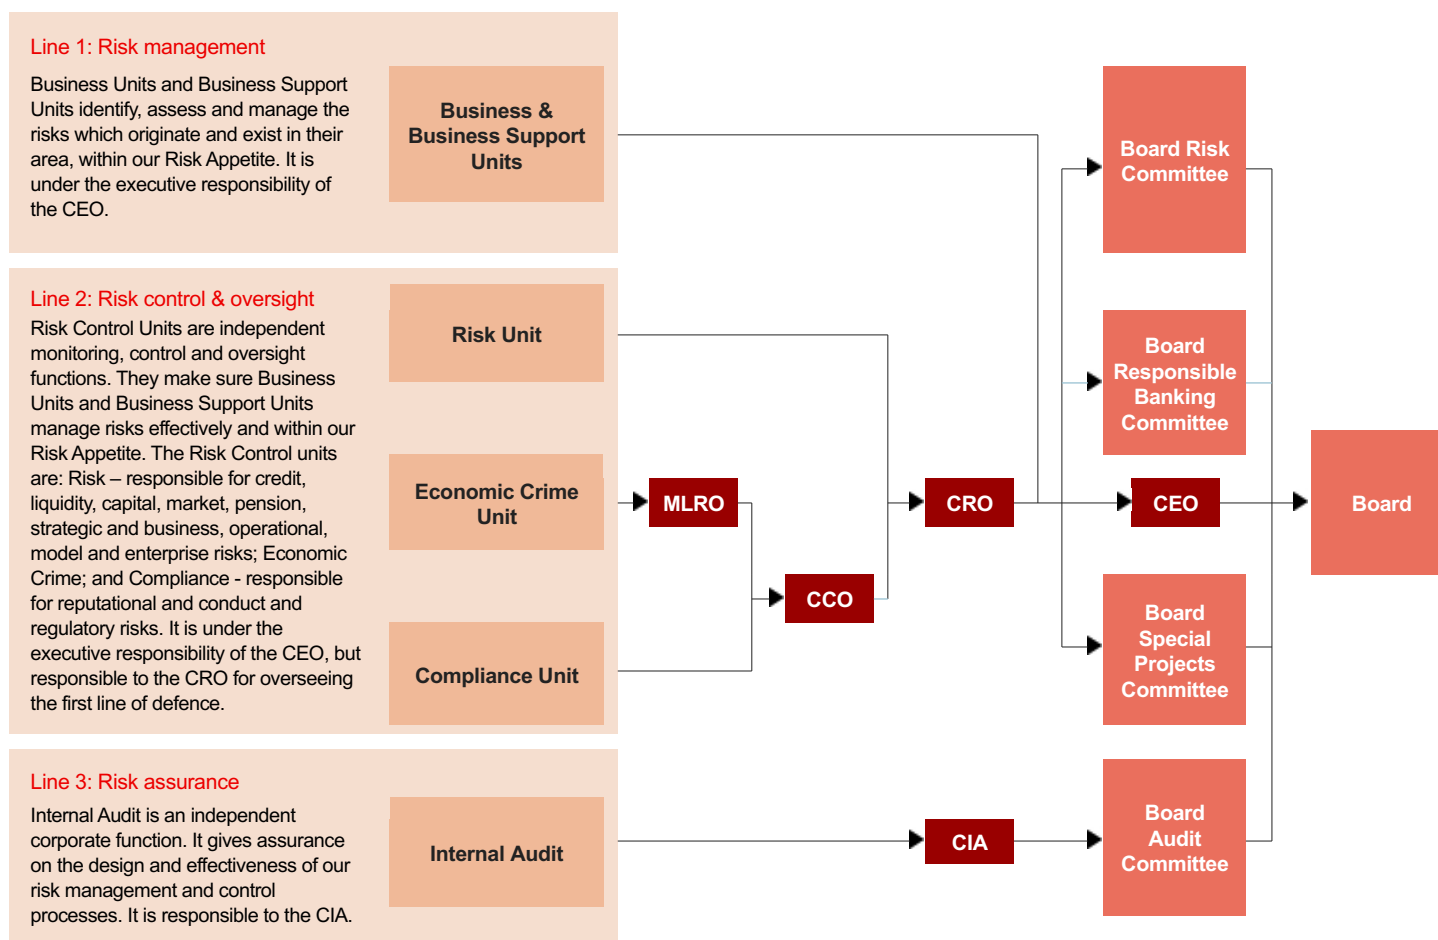 Line 1: Risk management
Business Units and Business Support
Units identify, assess and manage the
risks which originate and exist in their
area, within our Risk Appetite. It is
under the executive responsibility of
the CEO.
Business &
Business Support
Units
Line 2: Risk control & oversight
Risk Control Units are independent
monitoring, control and oversight
functions. They make sure Business
Units and Business Support Units
manage risks effectively and within our
Risk Appetite. The Risk Control units
are: Risk – responsible for credit,
liquidity, capital, market, pension,
strategic and business, operational,
model and enterprise risks; Economic
Crime; and Compliance - responsible
for reputational and conduct and
regulatory risks. It is under the
executive responsibility of the CEO, but
responsible to the CRO for overseeing
the first line of defence.
Risk Unit
Economic Crime
Unit
Compliance Unit
Line 3: Risk assurance
Internal Audit is an independent
corporate function. It gives assurance
on the design and effectiveness of our
risk management and control
processes. It is responsible to the CIA.
Internal Audit
MLRO
CCO
CRO
CIA
Board Risk
Committee
Board
Responsible
Banking
Committee
CEO
Board
Special
Projects
Committee
Board
Audit
Committee
Board